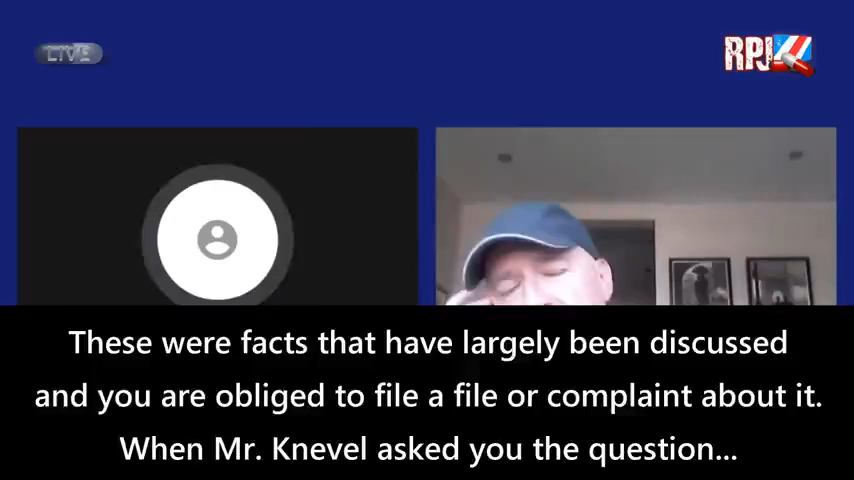 LIVE
RPJ
These were facts that have largely been discussed
and you are obliged to file a file or complaint about it.
When Mr. Knevel asked you the question...